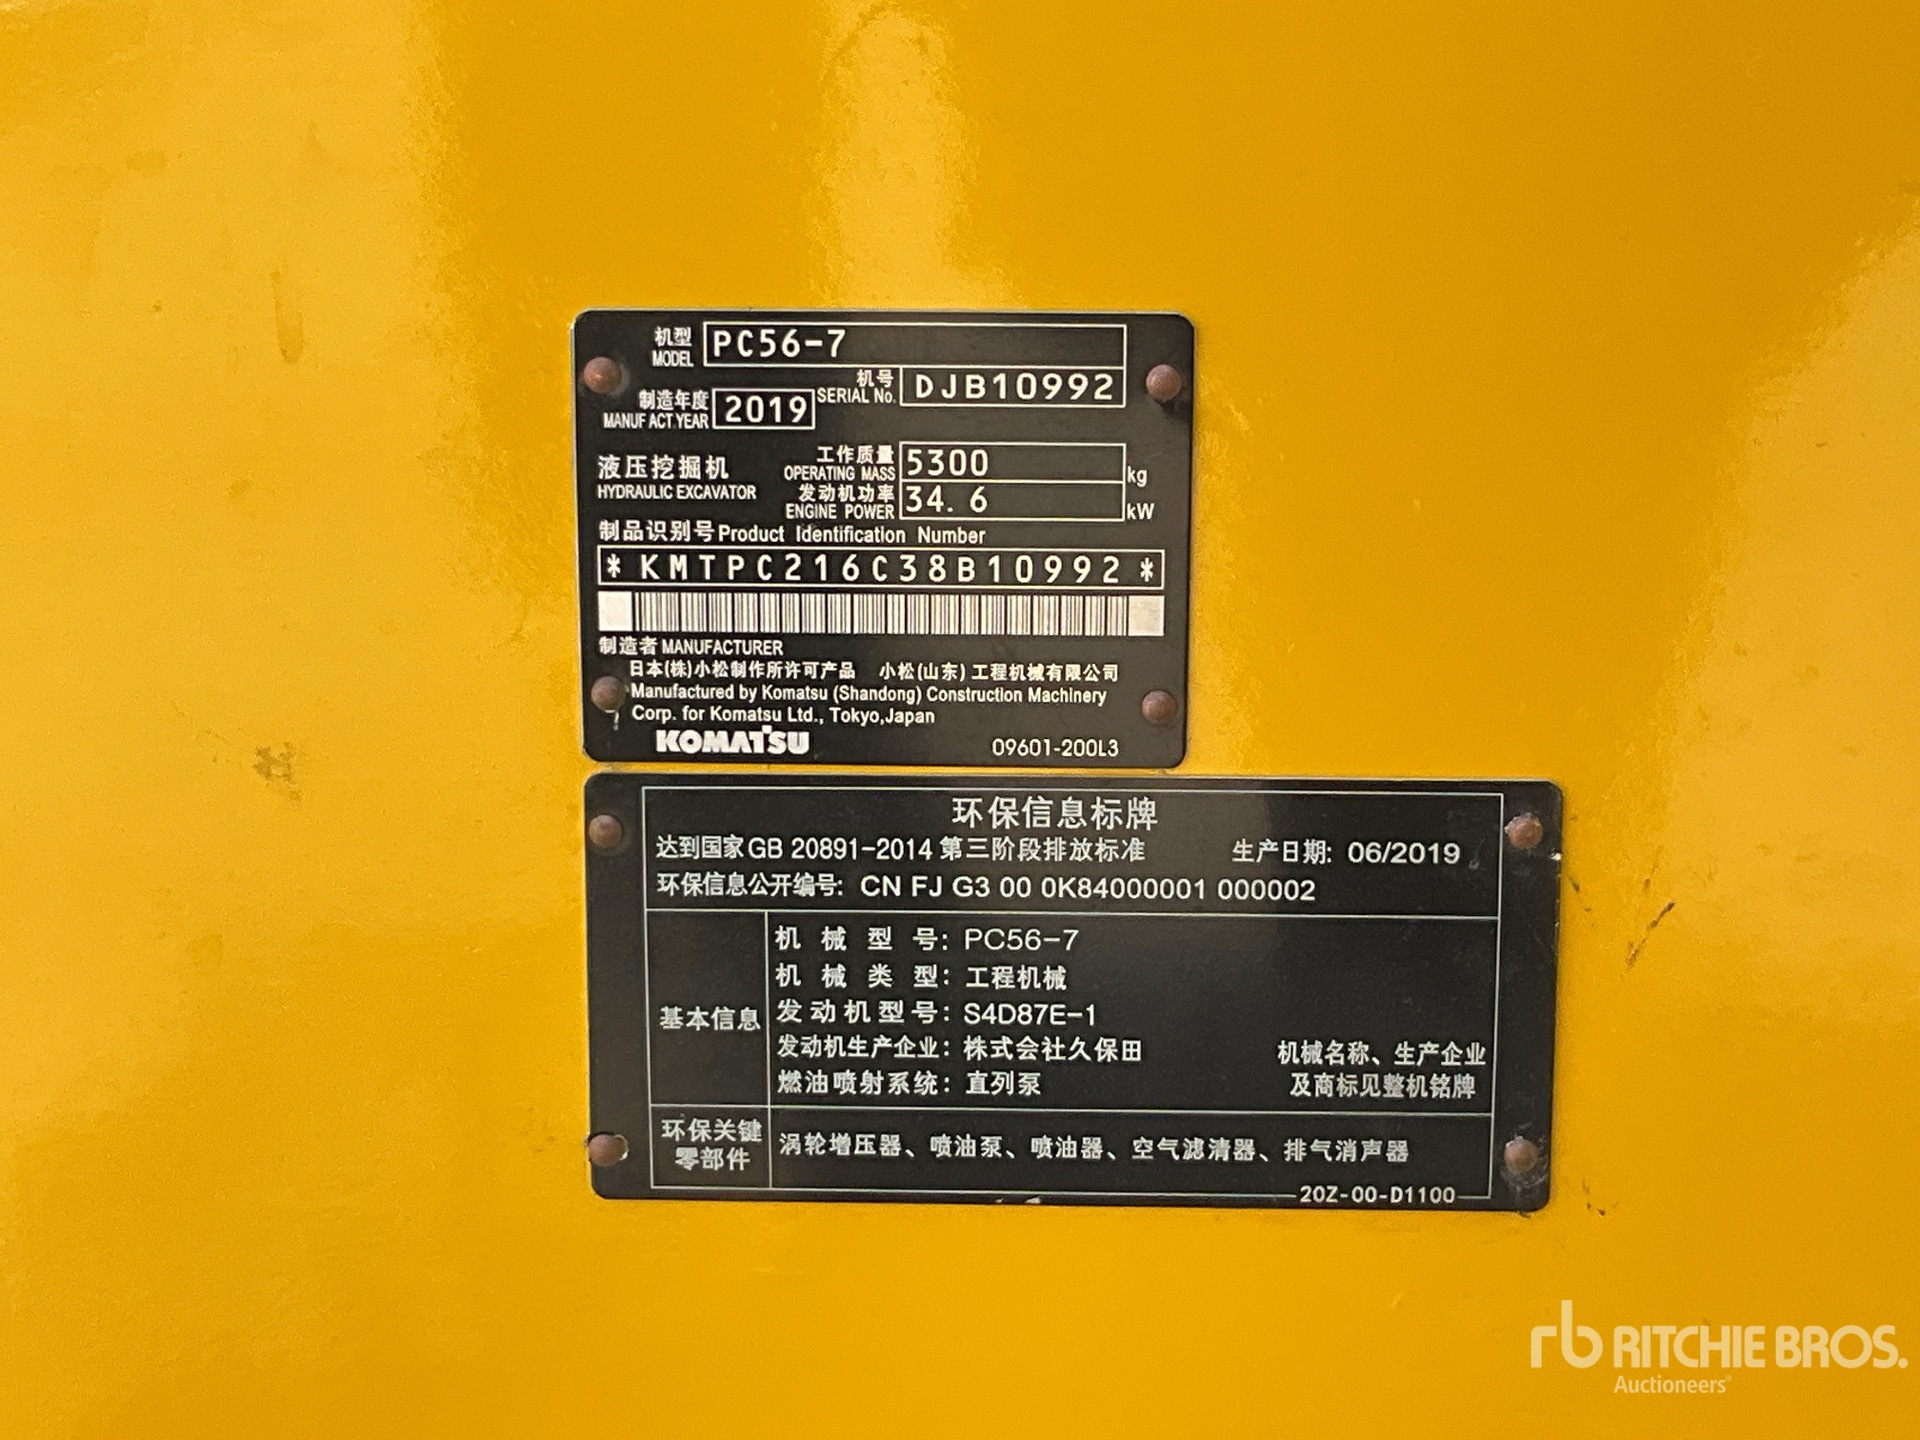 机型 MODEL PC56-7
机号 SERIAL No. DJB10992
制造年度 MANUFACT.YEAR 2019
液压挖掘机
HYDRAULIC EXCAVATOR
工作质量 OPERATING MASS 5300 kg
发动机功率 ENGINE POWER 34.6 kW
制品识别号 Product Identification Number
* KMTPC216C38B10992 *
制造者 MANUFACTURER
日本(株)小松制作所许可产品 小松(山东)工程机械有限公司
Manufactured by Komatsu (Shandong) Construction Machinery
Corp. for Komatsu Ltd., Tokyo,Japan
KOMATSU 09601-200L3
环保信息标牌
达到国家GB 20891-2014 第三阶段排放标准 生产日期: 06/2019
环保信息公开编号: CN FJ G3 00 0K84000001 000002
基本信息
机械型号: PC56-7
机械类型: 工程机械
发动机型号: S4D87E-1
发动机生产企业: 株式会社久保田
燃油喷射系统: 直列泵
机械名称、生产企业
及商标见整机铭牌
环保关键
零部件
涡轮增压器、喷油泵、喷油器、空气滤清器、排气消声器
20Z-00-D1100
rb RITCHIE BROS.
Auctioneers